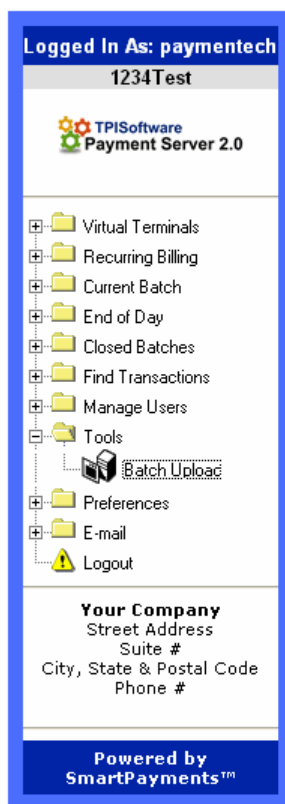 Logged In As: paymentech
1234Test
TPISoftware
Payment Server 2.0
Virtual Terminals
Recurring Billing
Current Batch
End of Day
Closed Batches
Find Transactions
Manage Users
Tools
Batch Upload
Preferences
E-mail
Logout
Your Company
Street Address
Suite #
City, State & Postal Code
Phone #
Powered by
SmartPayments™